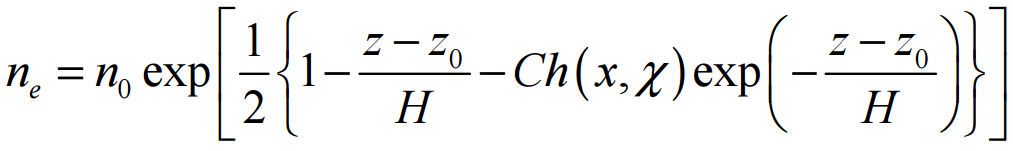 n_e = n_0 exp[1/2{1 − (z − z_0)/H − Ch(x, χ) exp(−(z − z_0)/H)}]